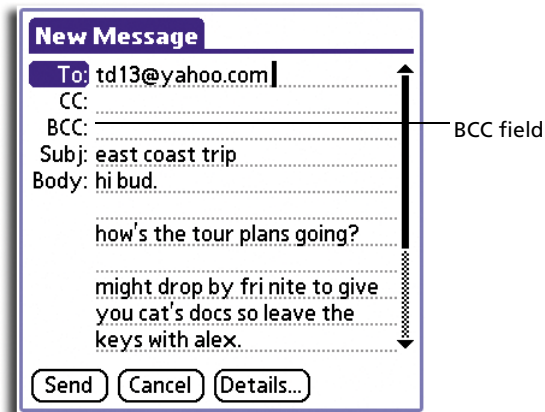 New Message
To: td13@yahoo.com
CC:
BCC:
BCC field
Subj: east coast trip
Body: hi bud.
how's the tour plans going?
might drop by fri nite to give
you cat's docs so leave the
keys with alex.
Send Cancel Details...